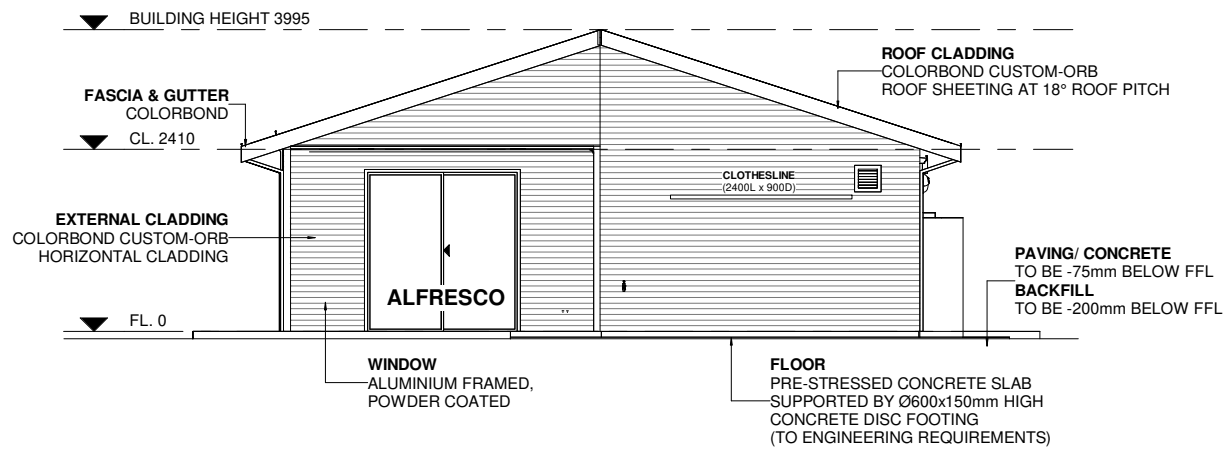 BUILDING HEIGHT 3995
ROOF CLADDING
COLORBOND CUSTOM-ORB
ROOF SHEETING AT 18° ROOF PITCH
FASCIA & GUTTER
COLORBOND
CL. 2410
CLOTHESLINE
(2400L x 900D)
EXTERNAL CLADDING
COLORBOND CUSTOM-ORB
HORIZONTAL CLADDING
PAVING/ CONCRETE
TO BE -75mm BELOW FFL
BACKFILL
TO BE -200mm BELOW FFL
ALFRESCO
FL. 0
WINDOW
ALUMINIUM FRAMED,
POWDER COATED
FLOOR
PRE-STRESSED CONCRETE SLAB
SUPPORTED BY Ø600x150mm HIGH
CONCRETE DISC FOOTING
(TO ENGINEERING REQUIREMENTS)